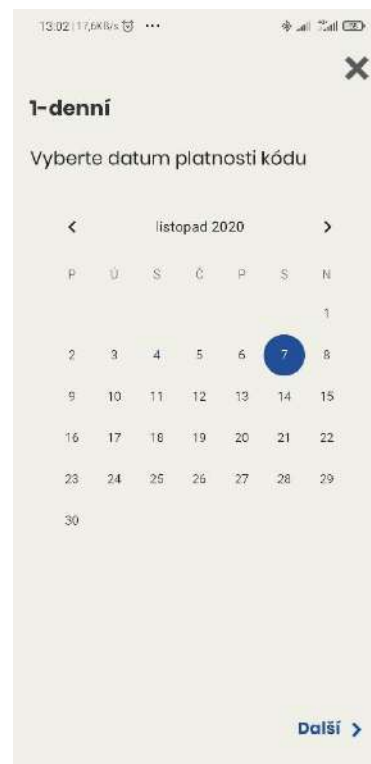 13:02 | 17,6KB/s ...
1-denní
Vyberte datum platnosti kódu
listopad 2020
P Ú S Č P S N
1
2 3 4 5 6 7 8
9 10 11 12 13 14 15
16 17 18 19 20 21 22
23 24 25 26 27 28 29
30
Další